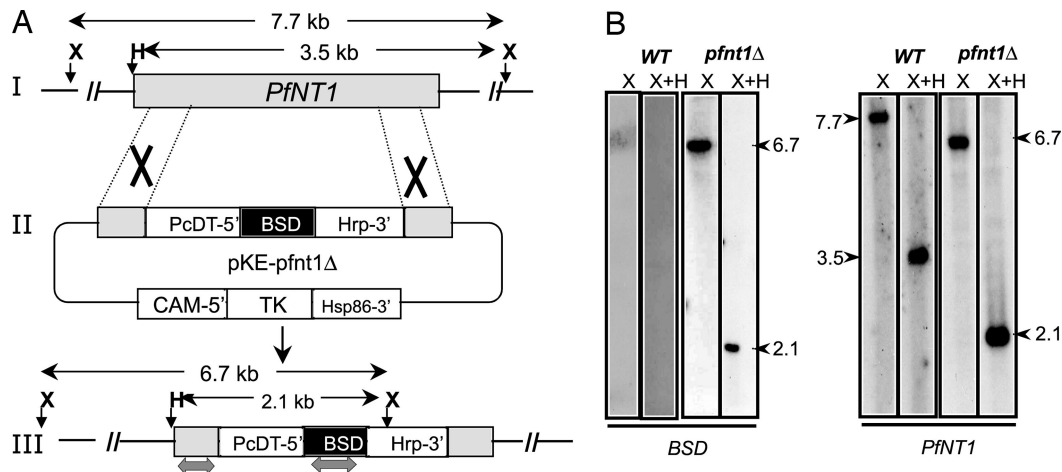 A
7.7 kb
X H 3.5 kb X
I // PfNT1 //
X X
II PcDT-5' BSD Hrp-3'
pKE-pfnt1Δ
CAM-5' TK Hsp86-3'
6.7 kb
X H 2.1 kb X
III // PcDT-5' BSD Hrp-3' //
B
WT pfnt1Δ
X X+H X X+H
6.7
2.1
BSD
WT pfnt1Δ
X X+H X X+H
7.7
6.7
3.5
2.1
PfNT1